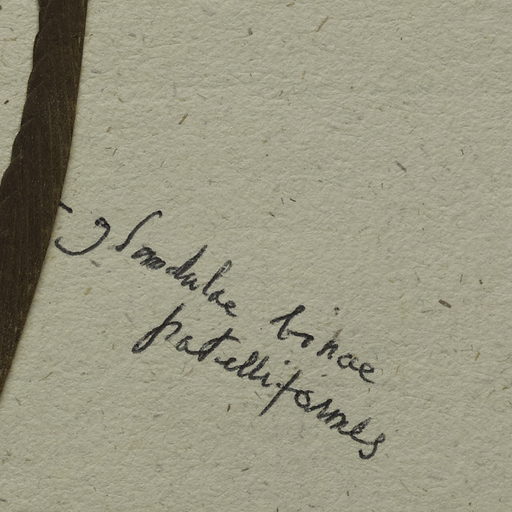 - glandulae binae
patelliformes